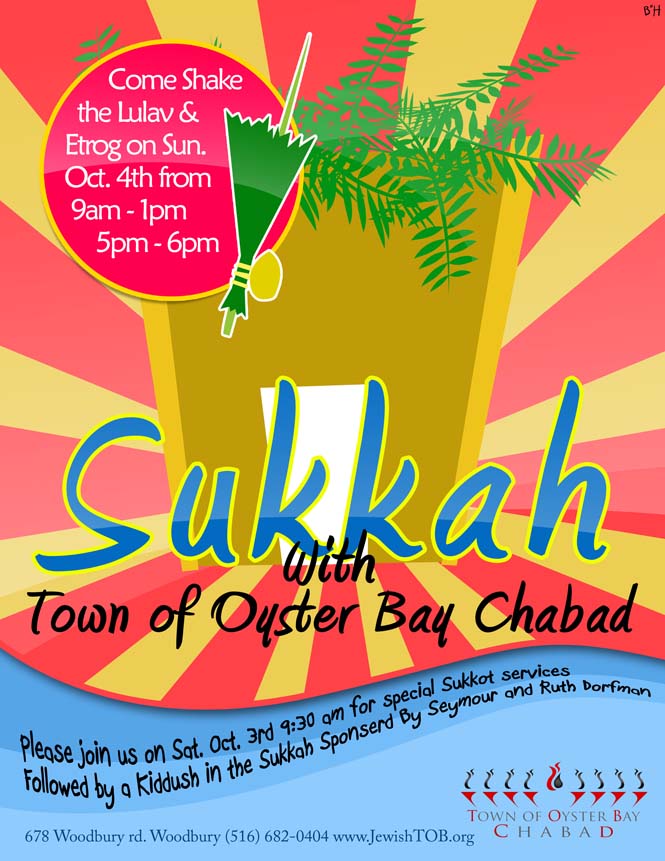 B"H
Come Shake
the Lulav &
Etrog on Sun.
Oct. 4th from
9am - 1pm
5pm - 6pm
Sukkah
With
Town of Oyster Bay Chabad
Please join us on Sat. Oct. 3rd 9:30 am for special Sukkot services
Followed by a Kiddush in the Sukkah Sponserd By Seymour and Ruth Dorfman
TOWN OF OYSTER BAY
CHABAD
678 Woodbury rd. Woodbury (516) 682-0404 www.JewishTOB.org